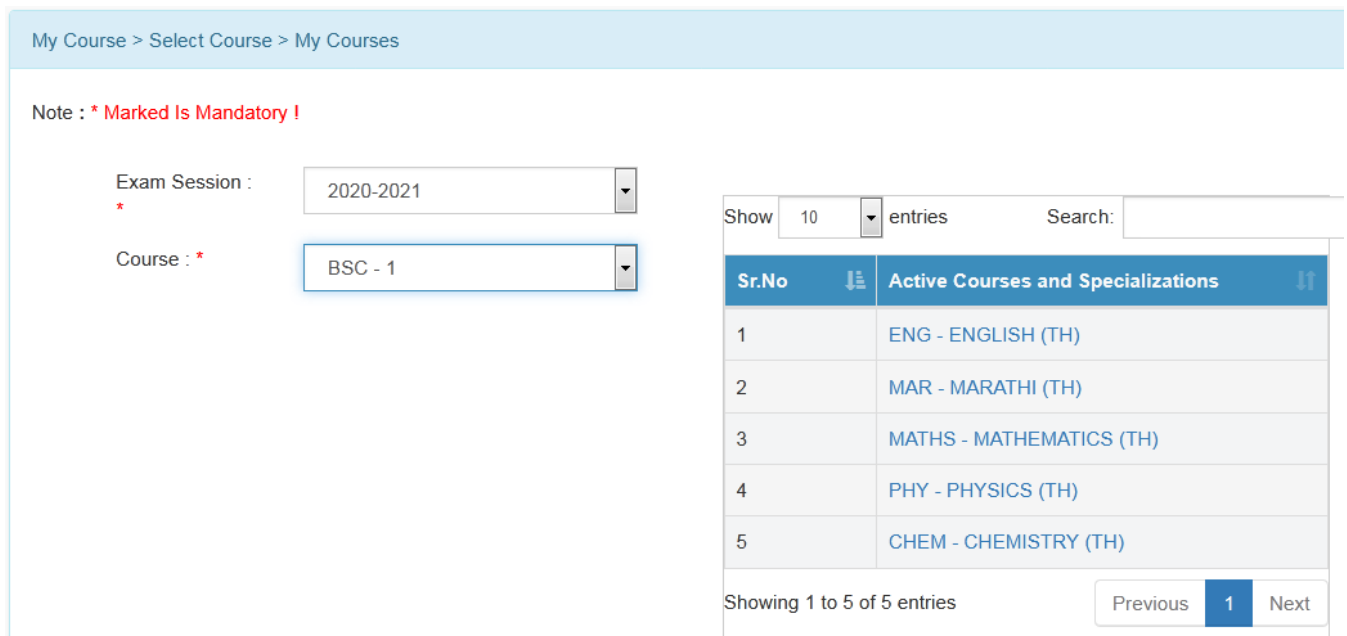 My Course > Select Course > My Courses
Note : * Marked Is Mandatory !
Exam Session :
*
2020-2021
Course : *
BSC - 1
Show 10 entries Search:
Sr.No Active Courses and Specializations
1 ENG - ENGLISH (TH)
2 MAR - MARATHI (TH)
3 MATHS - MATHEMATICS (TH)
4 PHY - PHYSICS (TH)
5 CHEM - CHEMISTRY (TH)
Showing 1 to 5 of 5 entries Previous 1 Next